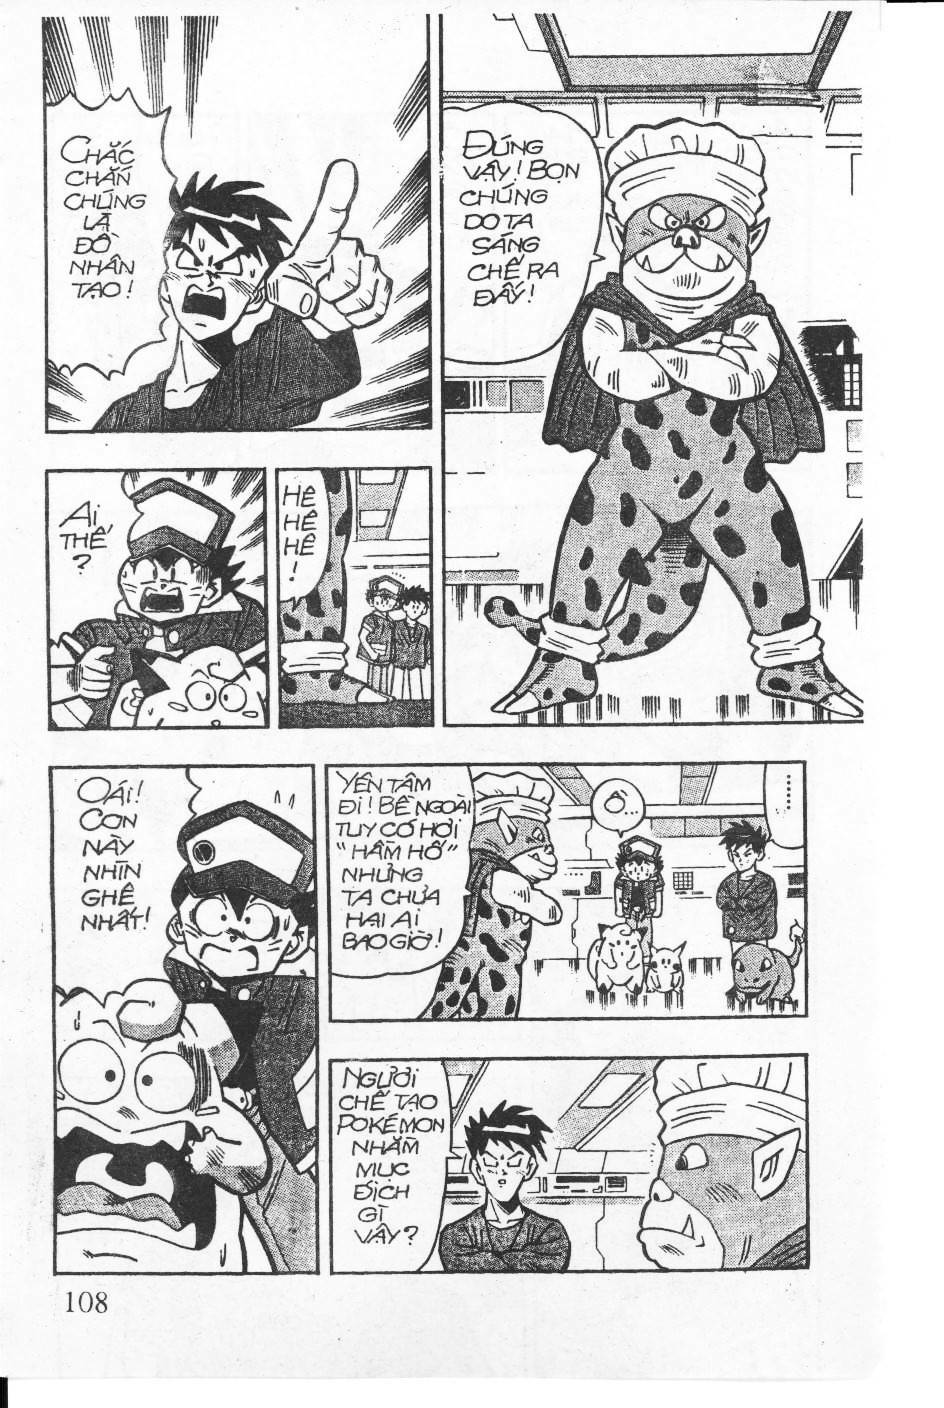 CHẮC
CHẮN
CHÚNG
LÀ
ĐỒ
NHÂN
TẠO!
ĐÚNG
VẬY! BỌN
CHÚNG
DO TA
SÁNG
CHẾ RA
ĐẤY!
AI
THẾ
?
HÊ
HÊ
HÊ
!
OÁI!
CON
NÀY
NHÌN
GHÊ
NHẤT!
YÊN TÂM
ĐI! BỀ NGOÀI
TUY CÓ HƠI
"HẦM HỐ"
NHƯNG
TA CHƯA
HẠI AI
BAO GIỜ!
Ồ...
........
NGƯƠI
CHẾ TẠO
POKÉMON
NHẰM
MỤC
ĐÍCH
GÌ
VẬY?
108